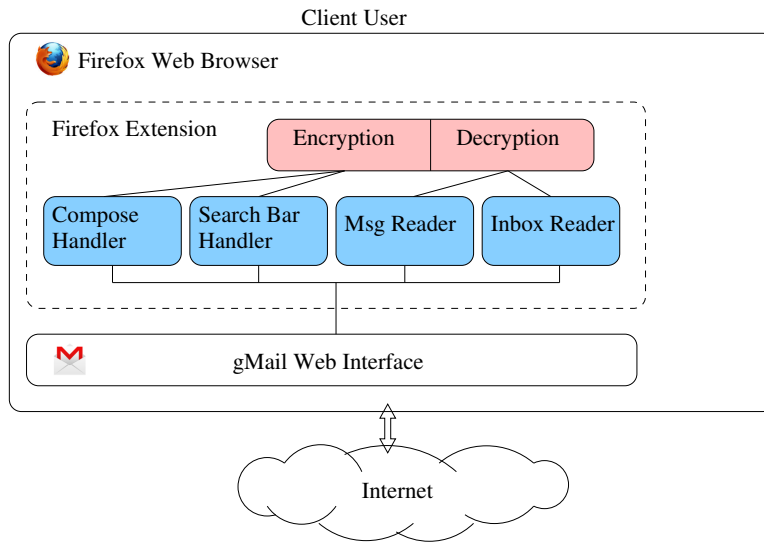 Client User
Firefox Web Browser
Firefox Extension
Encryption
Decryption
Compose
Handler
Search Bar
Handler
Msg Reader
Inbox Reader
gMail Web Interface
Internet